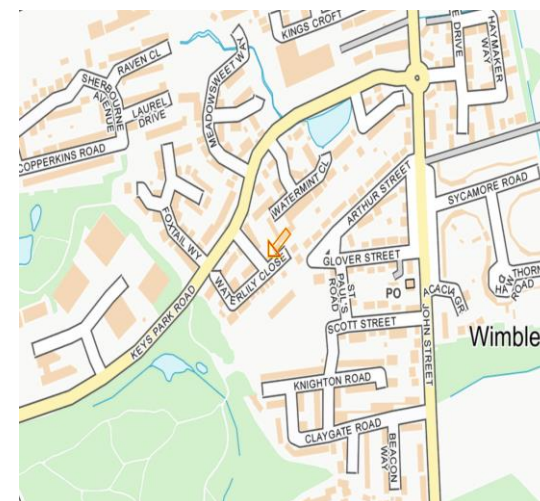 KINGS CROFT
E DRIVE
HAYMAKER
WAY
RAVEN CL
SHERBOURNE
AVENUE
LAUREL
DRIVE
MEADOWSWEET WAY
COPPERKINS ROAD
WATERMINT CL
ARTHUR STREET
SYCAMORE ROAD
FOXTAIL WY
WATERLILY CLOSE
GLOVER STREET
ST
PAUL'S
ROAD
PO
ACACIA GR
THORN
ROAD
HA
KEYS PARK ROAD
SCOTT STREET
JOHN STREET
Wimble
KNIGHTON ROAD
CLAYGATE ROAD
BEACON
WAY